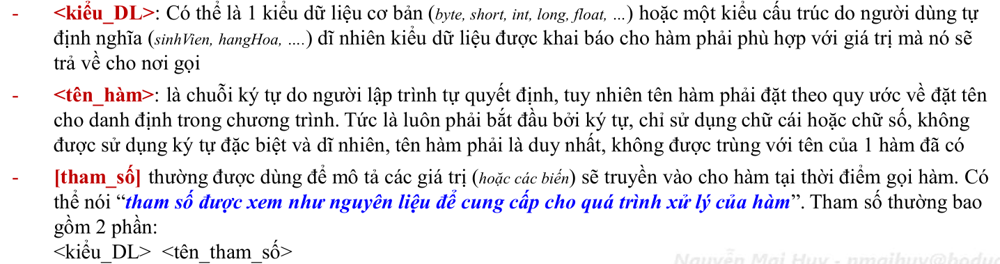 - <kiểu_DL>: Có thể là 1 kiểu dữ liệu cơ bản (byte, short, int, long, float, ...) hoặc một kiểu cấu trúc do người dùng tự
định nghĩa (sinhVien, hangHoa, ....) dĩ nhiên kiểu dữ liệu được khai báo cho hàm phải phù hợp với giá trị mà nó sẽ
trả về cho nơi gọi
- <tên_hàm>: là chuỗi ký tự do người lập trình tự quyết định, tuy nhiên tên hàm phải đặt theo quy ước về đặt tên
cho danh định trong chương trình. Tức là luôn phải bắt đầu bởi ký tự, chỉ sử dụng chữ cái hoặc chữ số, không
được sử dụng ký tự đặc biệt và dĩ nhiên, tên hàm phải là duy nhất, không được trùng với tên của 1 hàm đã có
- [tham_số] thường được dùng để mô tả các giá trị (hoặc các biến) sẽ truyền vào cho hàm tại thời điểm gọi hàm. Có
thể nói “tham số được xem như nguyên liệu để cung cấp cho quá trình xử lý của hàm”. Tham số thường bao
gồm 2 phần:
<kiểu_DL> <tên_tham_số>
Nguyễn Mai Huy -